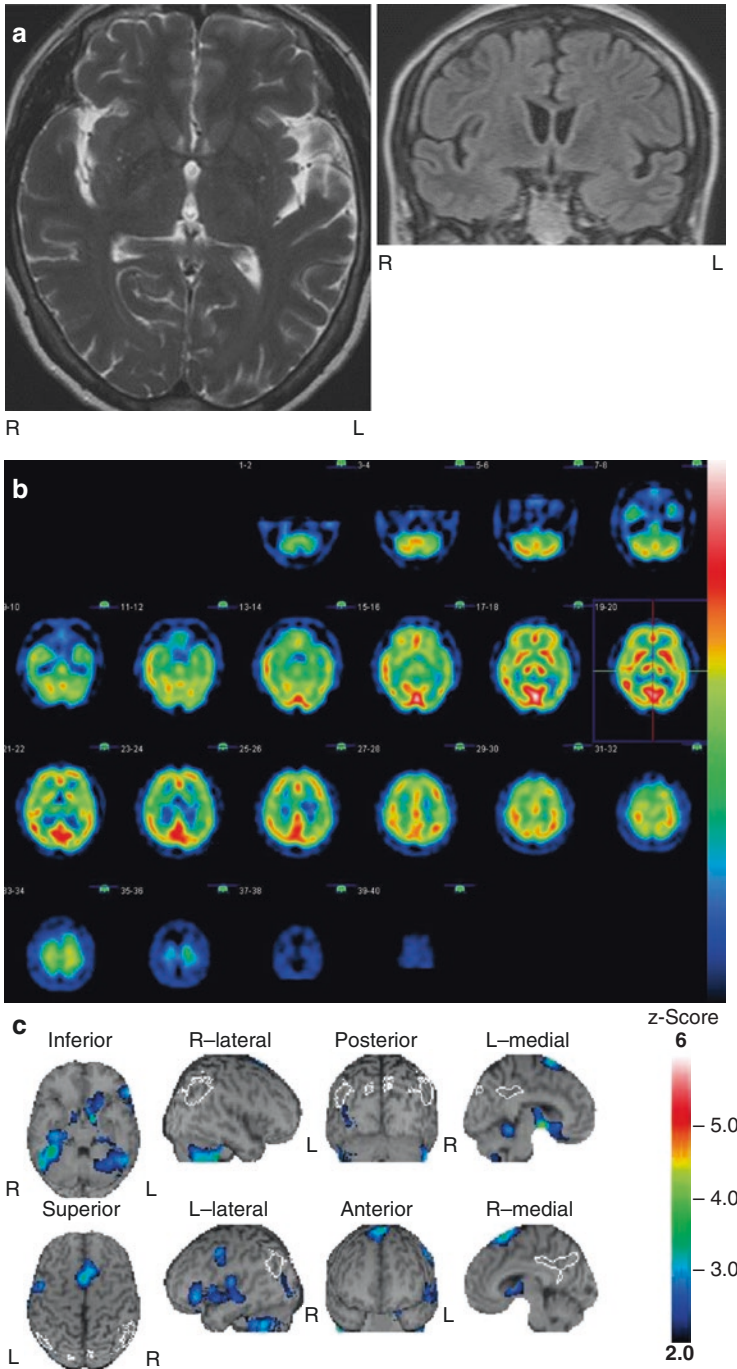 a
R L
R L
b
1-2 3-4 5-6 7-8
9-10 11-12 13-14 15-16 17-18 19-20
21-22 23-24 25-26 27-28 29-30 31-32
33-34 35-36 37-38 39-40
c
z-Score
6
Inferior R–lateral Posterior L–medial
5.0
L R
R L
4.0
Superior L–lateral Anterior R–medial
3.0
R L
L R
2.0